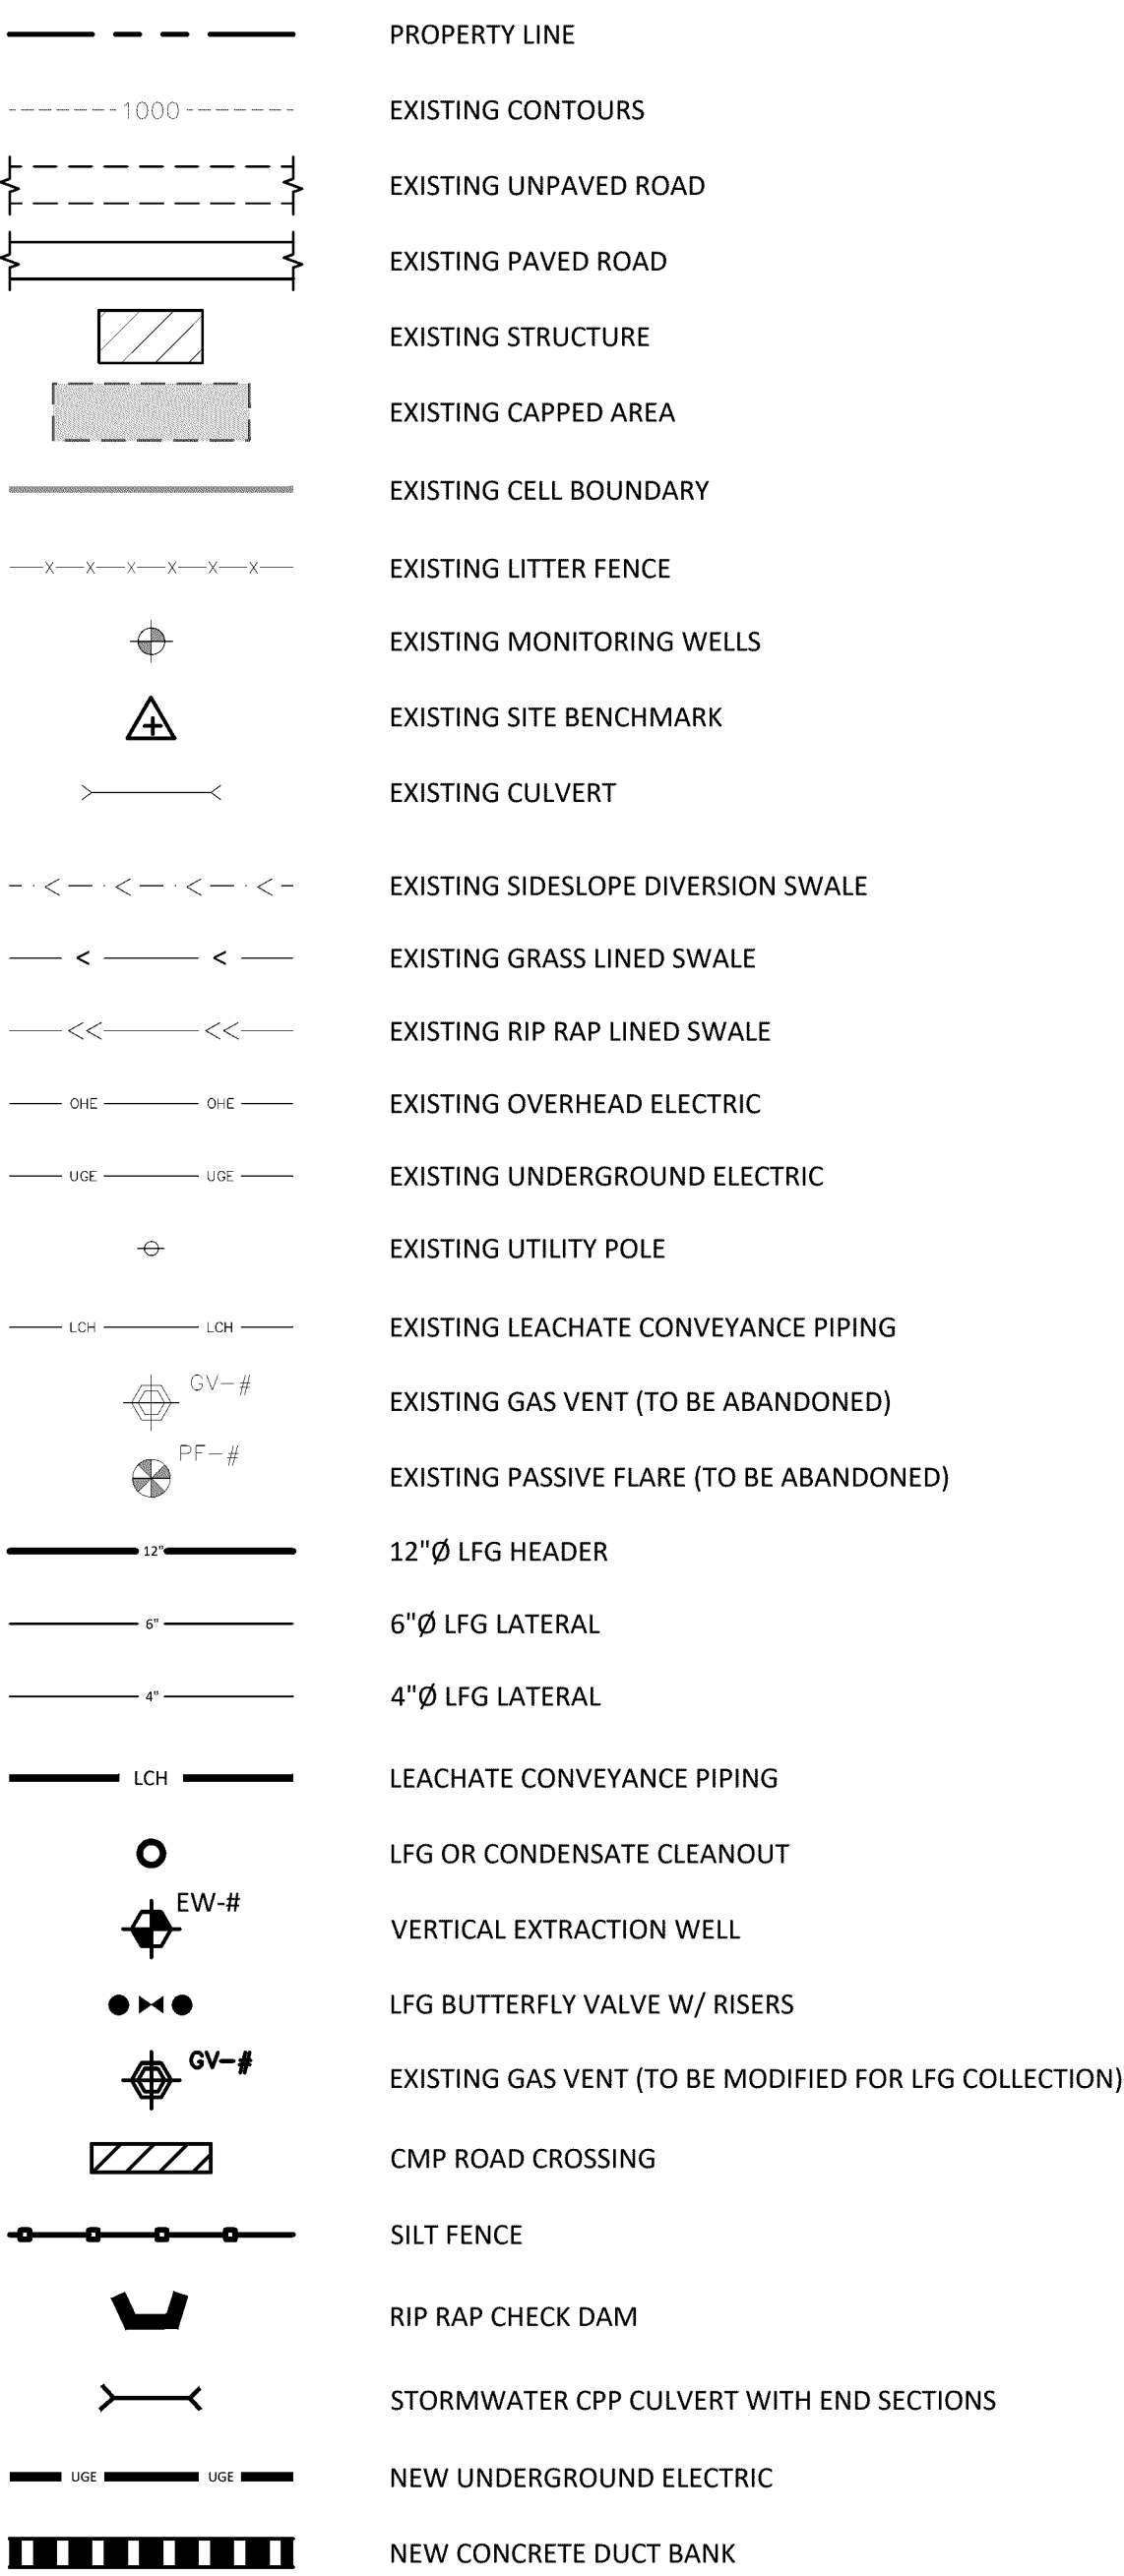 PROPERTY LINE
1000 EXISTING CONTOURS
EXISTING UNPAVED ROAD
EXISTING PAVED ROAD
EXISTING STRUCTURE
EXISTING CAPPED AREA
EXISTING CELL BOUNDARY
X X X X X X EXISTING LITTER FENCE
EXISTING MONITORING WELLS
EXISTING SITE BENCHMARK
EXISTING CULVERT
EXISTING SIDESLOPE DIVERSION SWALE
EXISTING GRASS LINED SWALE
EXISTING RIP RAP LINED SWALE
OHE OHE EXISTING OVERHEAD ELECTRIC
UGE UGE EXISTING UNDERGROUND ELECTRIC
EXISTING UTILITY POLE
LCH LCH EXISTING LEACHATE CONVEYANCE PIPING
GV-# EXISTING GAS VENT (TO BE ABANDONED)
PF-# EXISTING PASSIVE FLARE (TO BE ABANDONED)
12" 12"Ø LFG HEADER
6" 6"Ø LFG LATERAL
4" 4"Ø LFG LATERAL
LCH LEACHATE CONVEYANCE PIPING
LFG OR CONDENSATE CLEANOUT
EW-# VERTICAL EXTRACTION WELL
LFG BUTTERFLY VALVE W/ RISERS
GV-# EXISTING GAS VENT (TO BE MODIFIED FOR LFG COLLECTION)
CMP ROAD CROSSING
SILT FENCE
RIP RAP CHECK DAM
STORMWATER CPP CULVERT WITH END SECTIONS
UGE UGE NEW UNDERGROUND ELECTRIC
NEW CONCRETE DUCT BANK